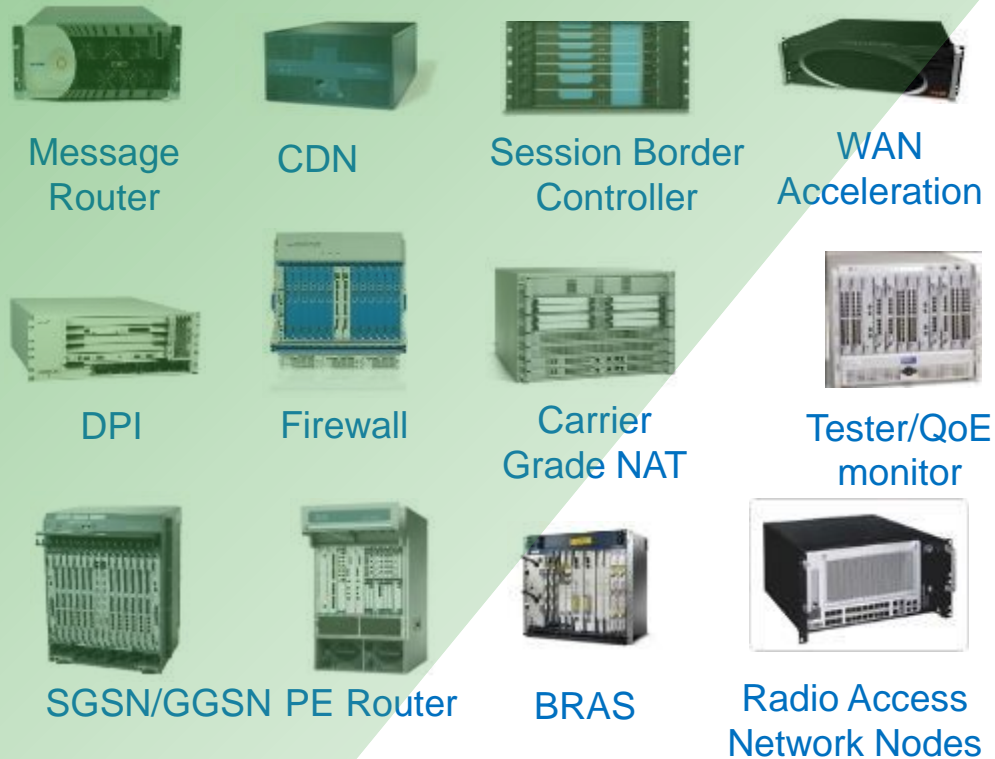 Message
Router
CDN
Session Border
Controller
WAN
Acceleration
DPI
Firewall
Carrier
Grade NAT
Tester/QoE
monitor
SGSN/GGSN
PE Router
BRAS
Radio Access
Network Nodes